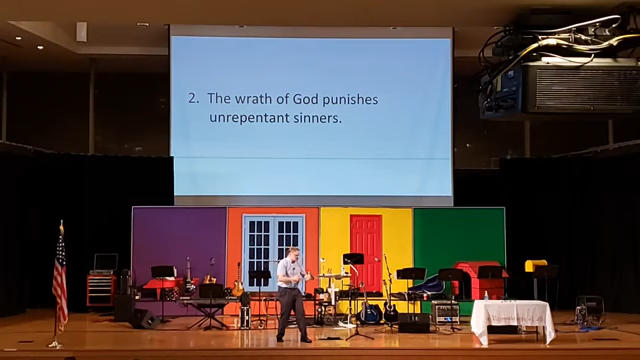 2. The wrath of God punishes
unrepentant sinners.